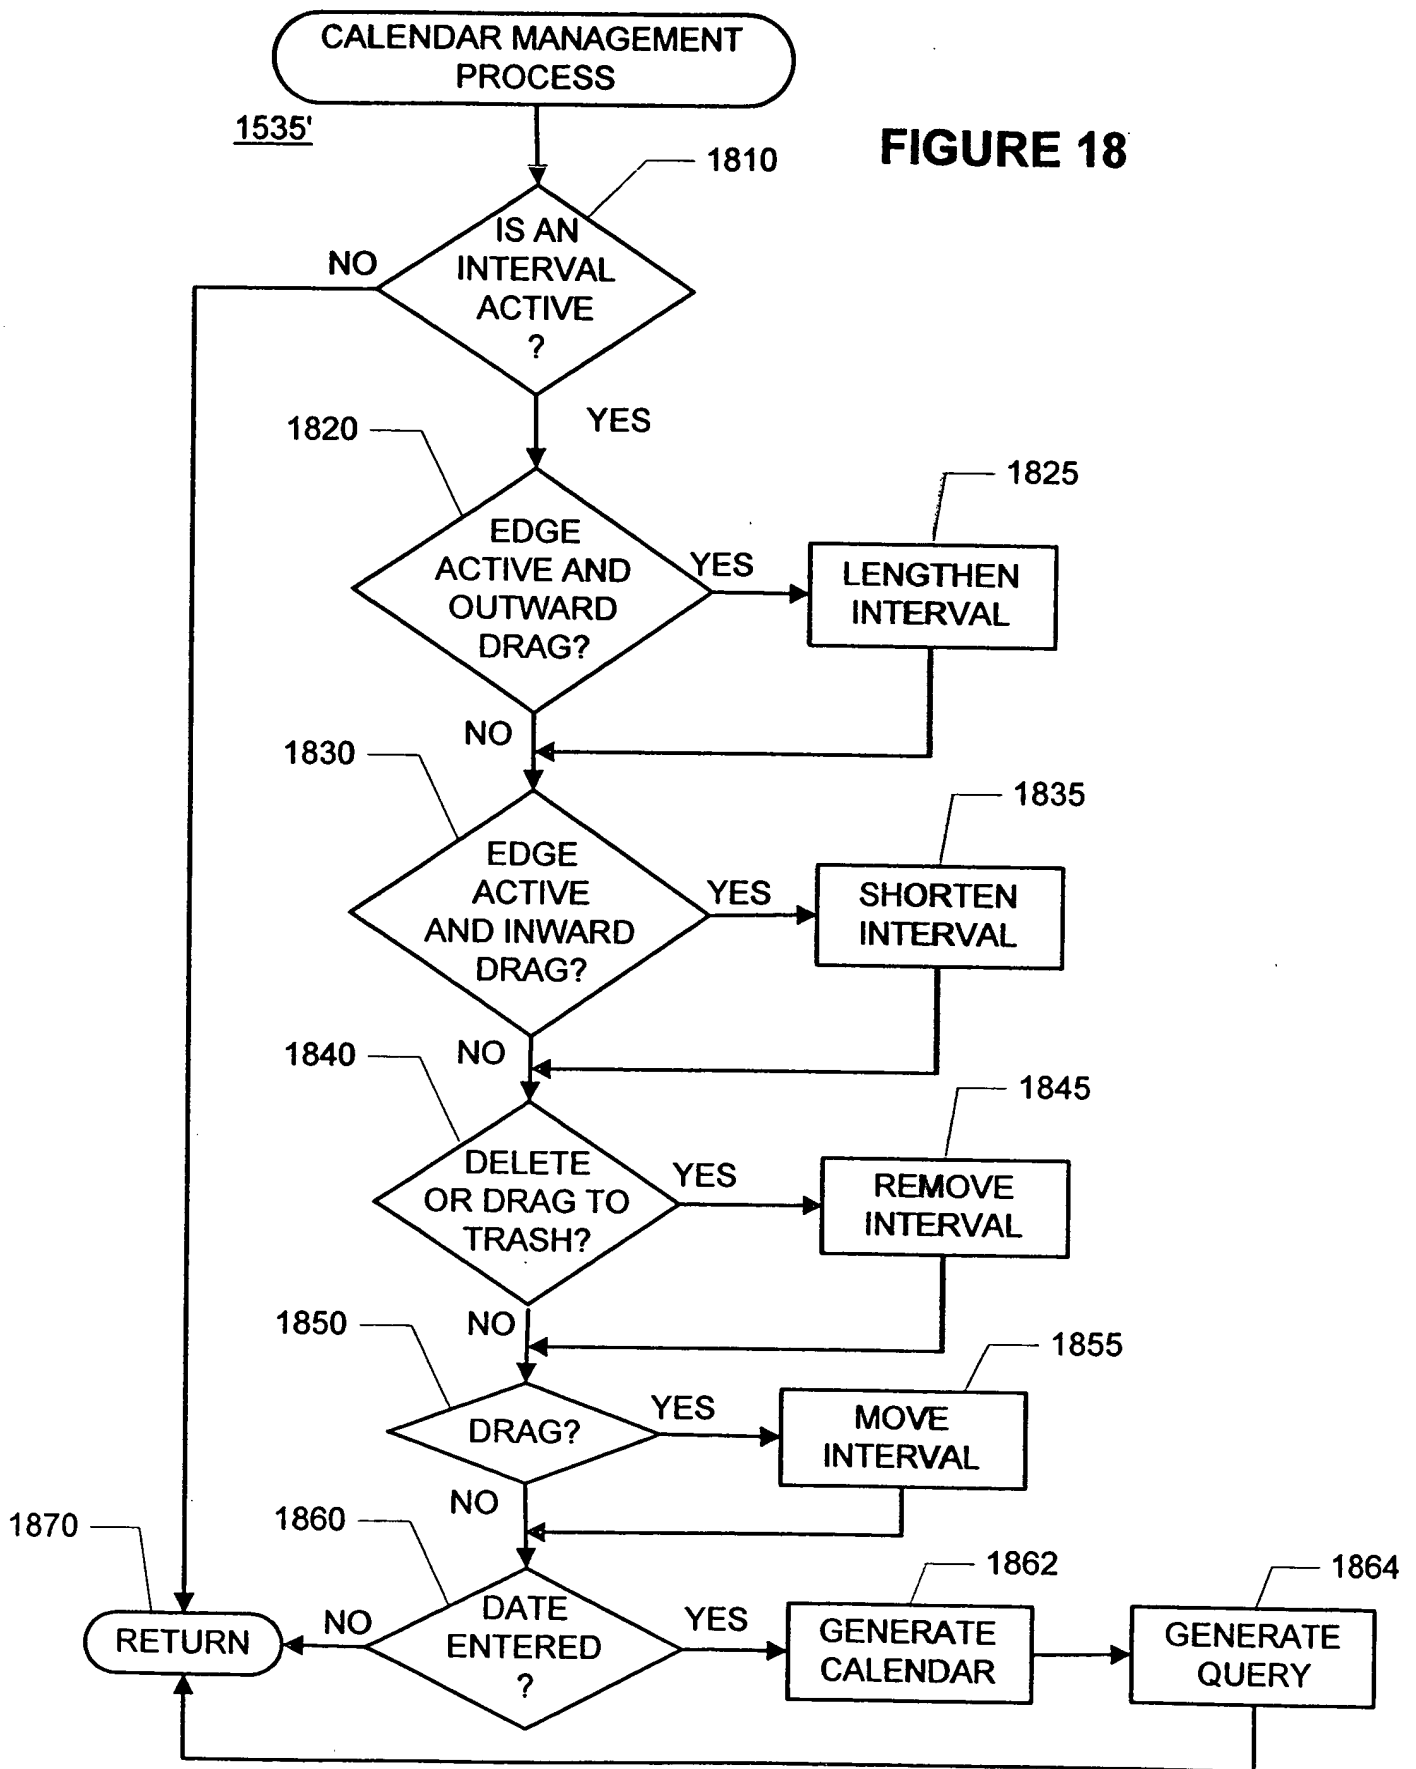 CALENDAR MANAGEMENT
PROCESS
1535'
FIGURE 18
1810
IS AN
INTERVAL
ACTIVE
?
NO
YES
1820
EDGE
ACTIVE AND
OUTWARD
DRAG?
YES
1825
LENGTHEN
INTERVAL
NO
1830
EDGE
ACTIVE
AND INWARD
DRAG?
YES
1835
SHORTEN
INTERVAL
NO
1840
DELETE
OR DRAG TO
TRASH?
YES
1845
REMOVE
INTERVAL
NO
1850
DRAG?
YES
1855
MOVE
INTERVAL
NO
1860
DATE
ENTERED
?
NO
1870
RETURN
YES
1862
GENERATE
CALENDAR
1864
GENERATE
QUERY